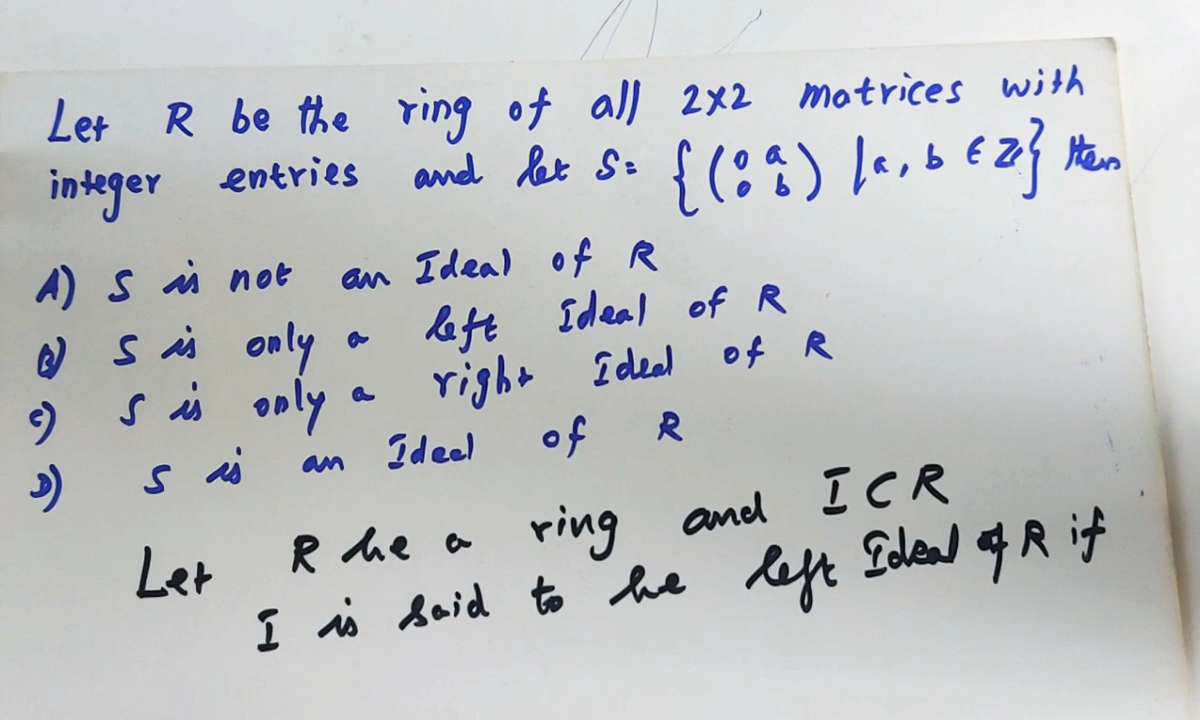 Let R be the ring of all 2x2 matrices with
integer entries and let S= {(0 a
0 b) | a, b ∈ ℤ} then
A) S is not an Ideal of R
B) S is only a left Ideal of R
c) S is only a right Ideal of R
D) S is an Ideal of R
Let R be a ring and I ⊂ R
I is said to be left Ideal of R if